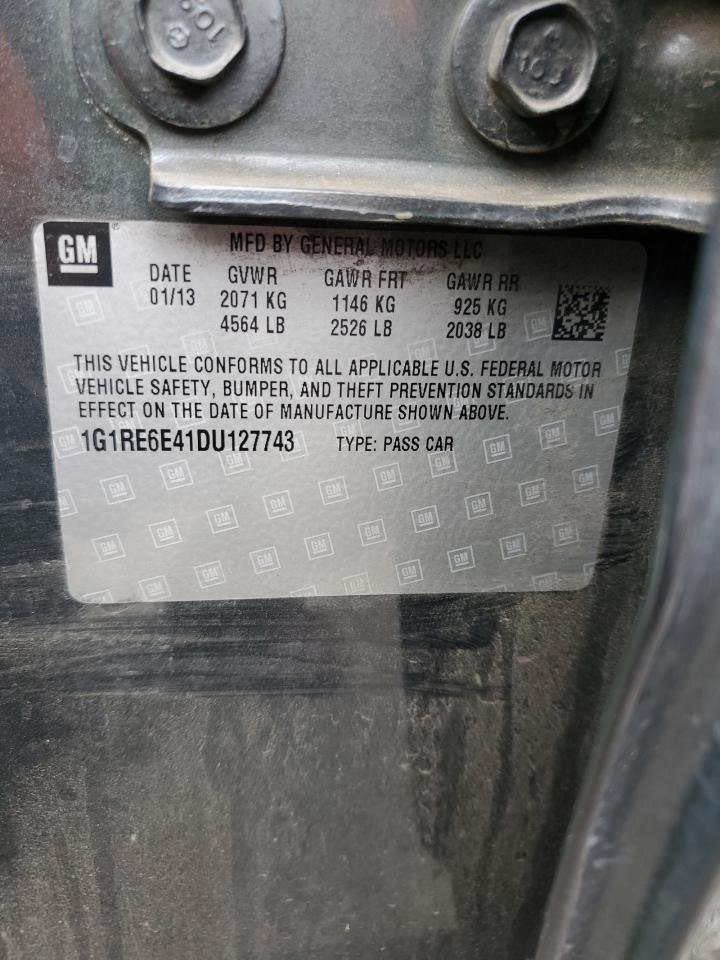 109
103
GM
®
MFD BY GENERAL MOTORS LLC
DATE GVWR GAWR FRT GAWR RR
01/13 2071 KG 1146 KG 925 KG
4564 LB 2526 LB 2038 LB
THIS VEHICLE CONFORMS TO ALL APPLICABLE U.S. FEDERAL MOTOR
VEHICLE SAFETY, BUMPER, AND THEFT PREVENTION STANDARDS IN
EFFECT ON THE DATE OF MANUFACTURE SHOWN ABOVE.
1G1RE6E41DU127743 TYPE: PASS CAR